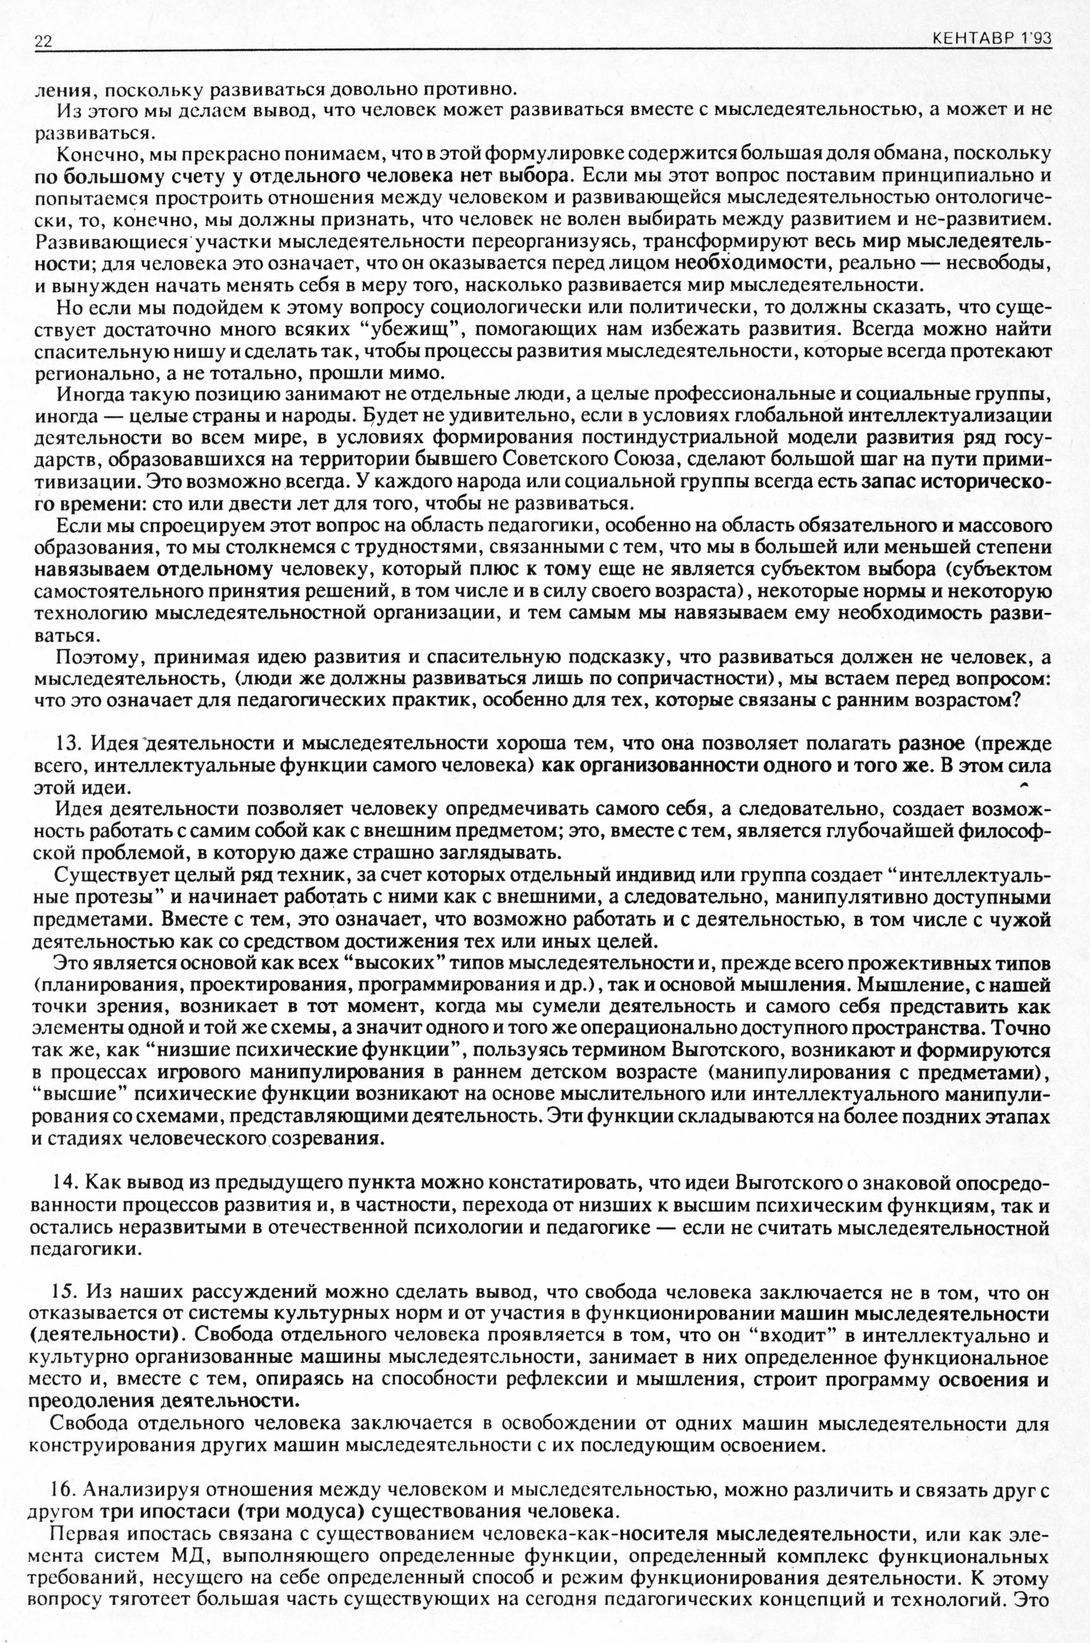 22
КЕНТАВР 1'93
ления, поскольку развиваться довольно противно.
Из этого мы делаем вывод, что человек может развиваться вместе с мыследеятельностью, а может и не
развиваться.
Конечно, мы прекрасно понимаем, что в этой формулировке содержится большая доля обмана, поскольку
по большому счету у отдельного человека нет выбора. Если мы этот вопрос поставим принципиально и
попытаемся простроить отношения между человеком и развивающейся мыследеятельностью онтологиче-
ски, то, конечно, мы должны признать, что человек не волен выбирать между развитием и не-развитием.
Развивающиеся участки мыследеятельности переорганизуясь, трансформируют весь мир мыследеятель-
ности; для человека это означает, что он оказывается перед лицом необходимости, реально — несвободы,
и вынужден начать менять себя в меру того, насколько развивается мир мыследеятельности.
Но если мы подойдем к этому вопросу социологически или политически, то должны сказать, что суще-
ствует достаточно много всяких “убежищ”, помогающих нам избежать развития. Всегда можно найти
спасительную нишу и сделать так, чтобы процессы развития мыследеятельности, которые всегда протекают
регионально, а не тотально, прошли мимо.
Иногда такую позицию занимают не отдельные люди, а целые профессиональные и социальные группы,
иногда — целые страны и народы. Будет не удивительно, если в условиях глобальной интеллектуализации
деятельности во всем мире, в условиях формирования постиндустриальной модели развития ряд госу-
дарств, образовавшихся на территории бывшего Советского Союза, сделают большой шаг на пути прими-
тивизации. Это возможно всегда. У каждого народа или социальной группы всегда есть запас историческо-
го времени: сто или двести лет для того, чтобы не развиваться.
Если мы спроецируем этот вопрос на область педагогики, особенно на область обязательного и массового
образования, то мы столкнемся с трудностями, связанными с тем, что мы в большей или меньшей степени
навязываем отдельному человеку, который плюс к тому еще не является субъектом выбора (субъектом
самостоятельного принятия решений, в том числе и в силу своего возраста), некоторые нормы и некоторую
технологию мыследеятельностной организации, и тем самым мы навязываем ему необходимость разви-
ваться.
Поэтому, принимая идею развития и спасительную подсказку, что развиваться должен не человек, а
мыследеятельность, (люди же должны развиваться лишь по сопричастности), мы встаем перед вопросом:
что это означает для педагогических практик, особенно для тех, которые связаны с ранним возрастом?
13. Идея деятельности и мыследеятельности хороша тем, что она позволяет полагать разное (прежде
всего, интеллектуальные функции самого человека) как организованности одного и того же. В этом сила
этой идеи.
Идея деятельности позволяет человеку опредмечивать самого себя, а следовательно, создает возмож-
ность работать с самим собой как с внешним предметом; это, вместе с тем, является глубочайшей философ-
ской проблемой, в которую даже страшно заглядывать.
Существует целый ряд техник, за счет которых отдельный индивид или группа создает “интеллектуаль-
ные протезы” и начинает работать с ними как с внешними, а следовательно, манипулятивно доступными
предметами. Вместе с тем, это означает, что возможно работать и с деятельностью, в том числе с чужой
деятельностью как со средством достижения тех или иных целей.
Это является основой как всех “высоких” типов мыследеятельности и, прежде всего прожективных типов
(планирования, проектирования, программирования и др.), так и основой мышления. Мышление, с нашей
точки зрения, возникает в тот момент, когда мы сумели деятельность и самого себя представить как
элементы одной и той же схемы, а значит одного и того же операционально доступного пространства. Точно
так же, как “низшие психические функции”, пользуясь термином Выготского, возникают и формируются
в процессах игрового манипулирования в раннем детском возрасте (манипулирования с предметами),
“высшие” психические функции возникают на основе мыслительного или интеллектуального манипули-
рования со схемами, представляющими деятельность. Эти функции складываются на более поздних этапах
и стадиях человеческого созревания.
14. Как вывод из предыдущего пункта можно констатировать, что идеи Выготского о знаковой опосредо-
ванности процессов развития и, в частности, перехода от низших к высшим психическим функциям, так и
остались неразвитыми в отечественной психологии и педагогике — если не считать мыследеятельностной
педагогики.
15. Из наших рассуждений можно сделать вывод, что свобода человека заключается не в том, что он
отказывается от системы культурных норм и от участия в функционировании машин мыследеятельности
(деятельности). Свобода отдельного человека проявляется в том, что он “входит” в интеллектуально и
культурно организованные машины мыследеятельности, занимает в них определенное функциональное
место и, вместе с тем, опираясь на способности рефлексии и мышления, строит программу освоения и
преодоления деятельности.
Свобода отдельного человека заключается в освобождении от одних машин мыследеятельности для
конструирования других машин мыследеятельности с их последующим освоением.
16. Анализируя отношения между человеком и мыследеятельностью, можно различить и связать друг с
другом три ипостаси (три модуса) существования человека.
Первая ипостась связана с существованием человека-как-носителя мыследеятельности, или как эле-
мента систем МД, выполняющего определенные функции, определенный комплекс функциональных
требований, несущего на себе определенный способ и режим функционирования деятельности. К этому
вопросу тяготеет большая часть существующих на сегодня педагогических концепций и технологий. Это